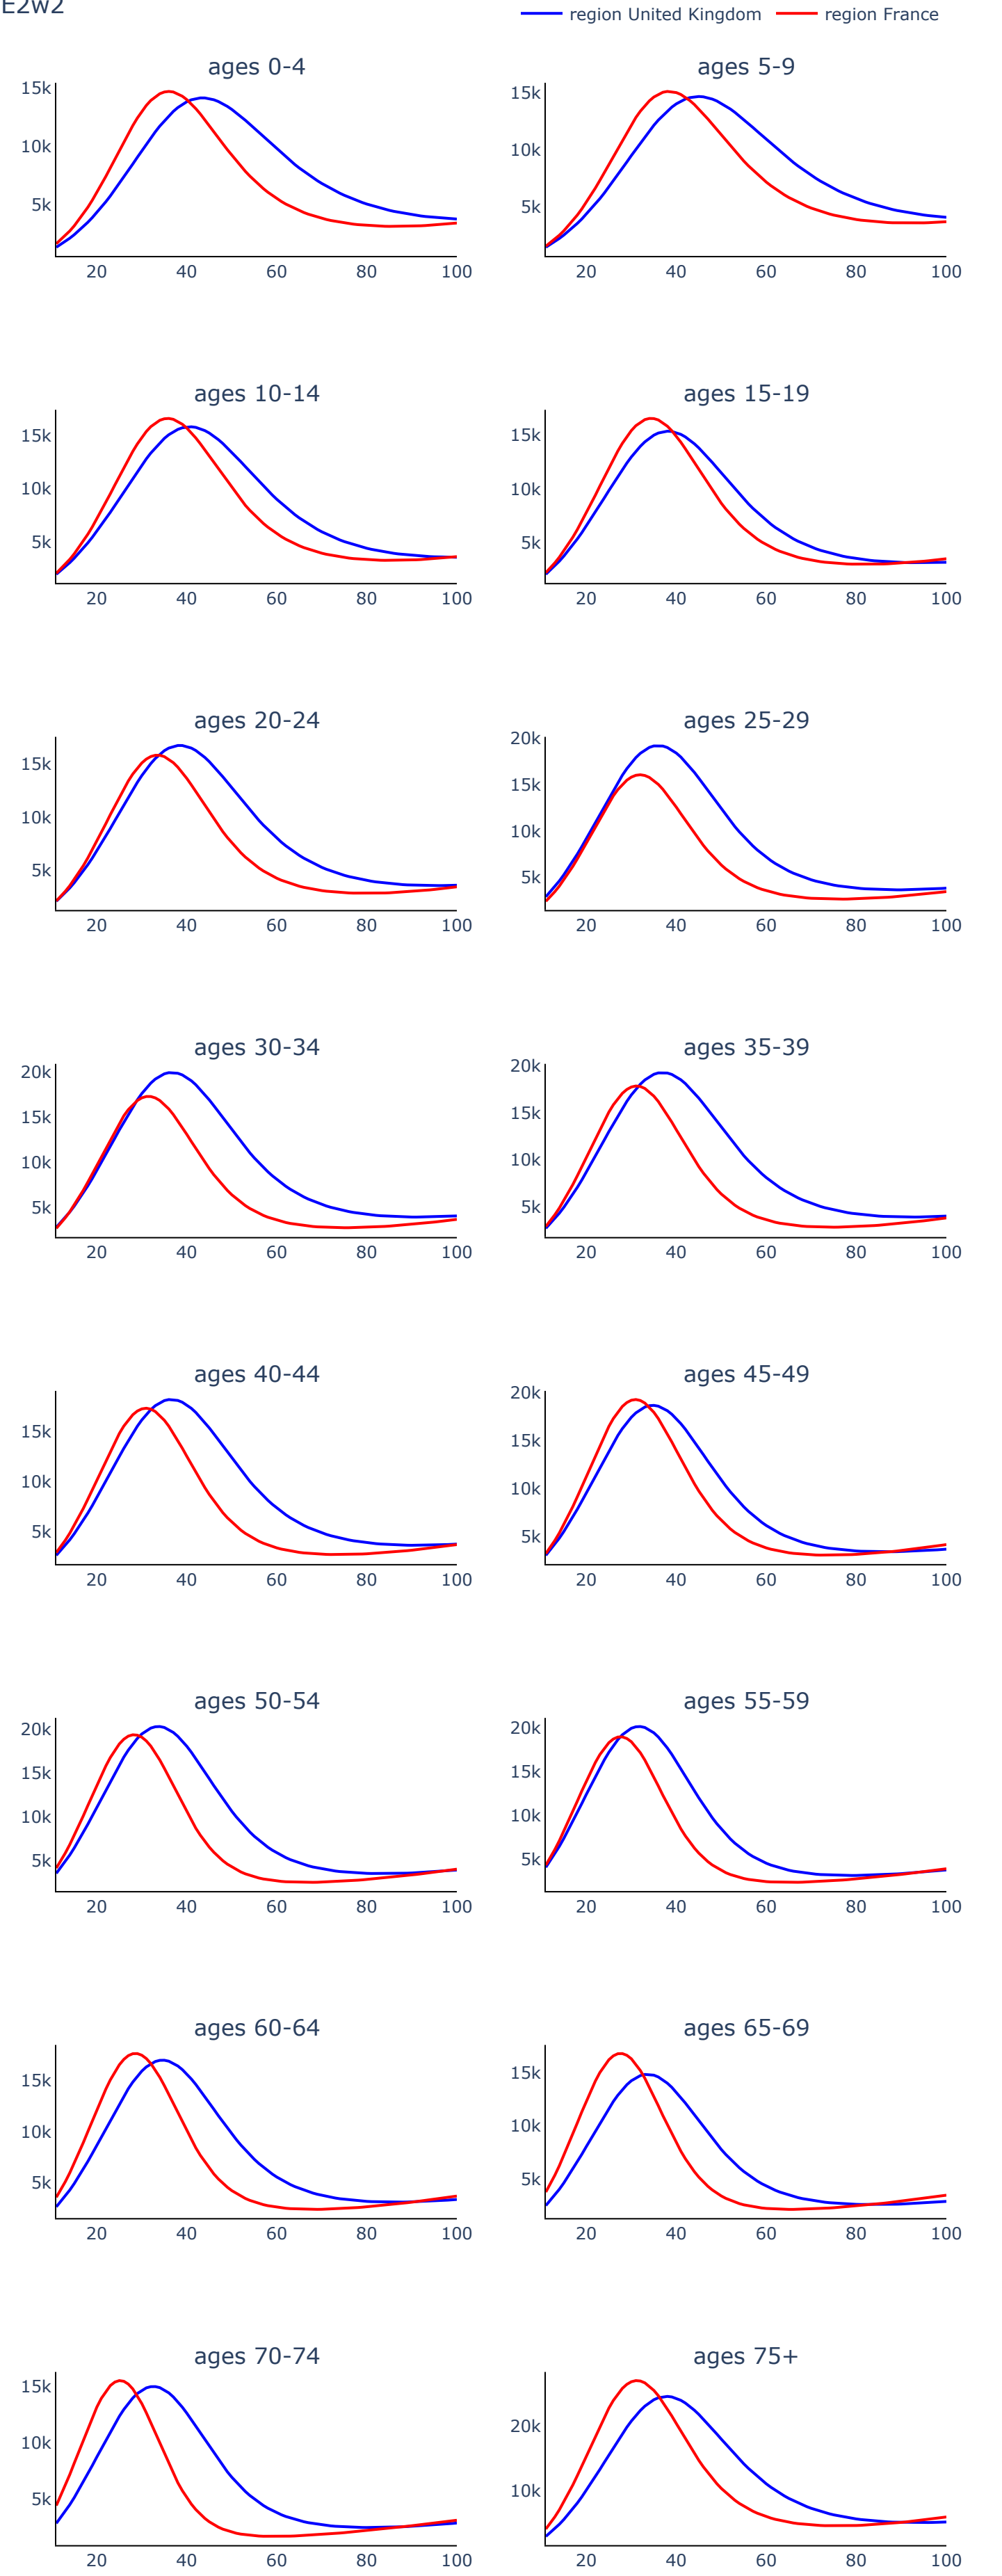 E2w2
region United Kingdom region France
ages 0-4 ages 5-9
15k
10k
5k
20 40 60 80 100
15k
10k
5k
20 40 60 80 100
ages 10-14 ages 15-19
15k
10k
5k
20 40 60 80 100
15k
10k
5k
20 40 60 80 100
ages 20-24 ages 25-29
15k
10k
5k
20 40 60 80 100
20k
15k
10k
5k
20 40 60 80 100
ages 30-34 ages 35-39
20k
15k
10k
5k
20 40 60 80 100
20k
15k
10k
5k
20 40 60 80 100
ages 40-44 ages 45-49
15k
10k
5k
20 40 60 80 100
20k
15k
10k
5k
20 40 60 80 100
ages 50-54 ages 55-59
20k
15k
10k
5k
20 40 60 80 100
20k
15k
10k
5k
20 40 60 80 100
ages 60-64 ages 65-69
15k
10k
5k
20 40 60 80 100
15k
10k
5k
20 40 60 80 100
ages 70-74 ages 75+
15k
10k
5k
20 40 60 80 100
20k
10k
20 40 60 80 100